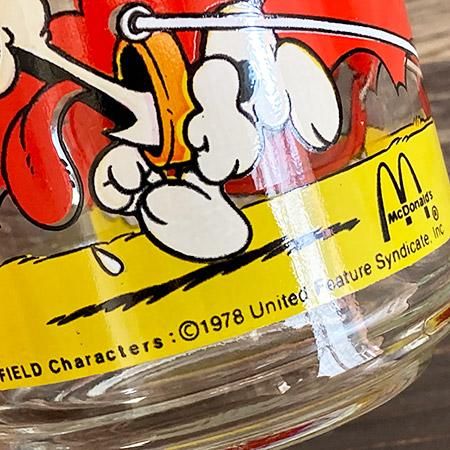 McDonald's®
FIELD Characters: ©1978 United Feature Syndicate, Inc